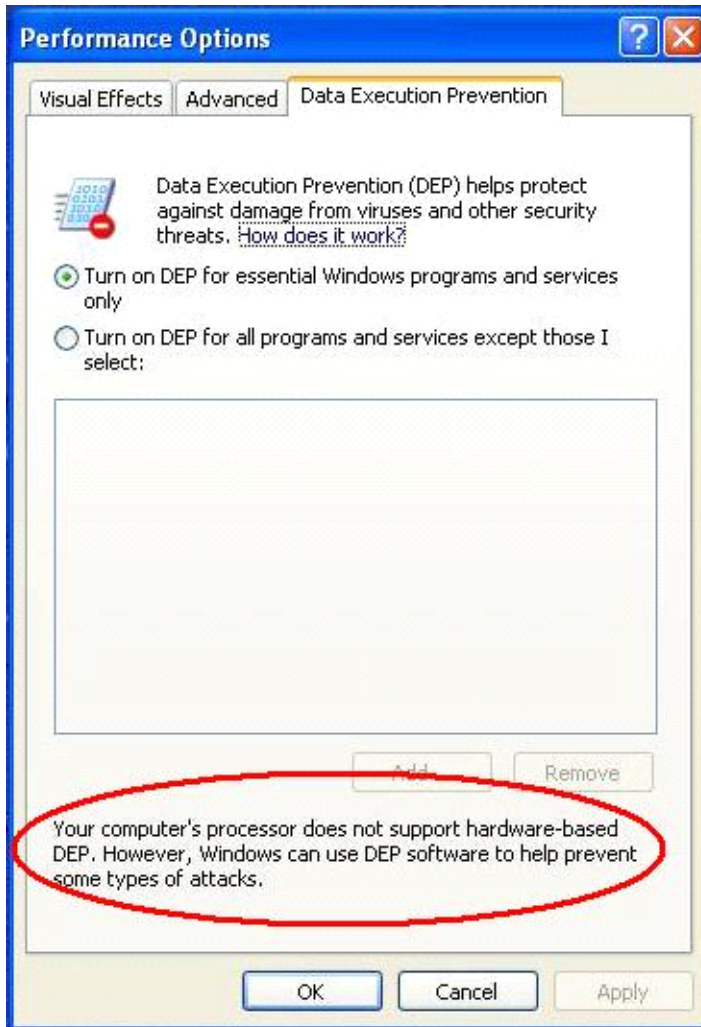 Performance Options
Visual Effects
Advanced
Data Execution Prevention
Data Execution Prevention (DEP) helps protect
against damage from viruses and other security
threats. How does it work?
Turn on DEP for essential Windows programs and services
only
Turn on DEP for all programs and services except those I
select:
Add...
Remove
Your computer's processor does not support hardware-based
DEP. However, Windows can use DEP software to help prevent
some types of attacks.
OK
Cancel
Apply